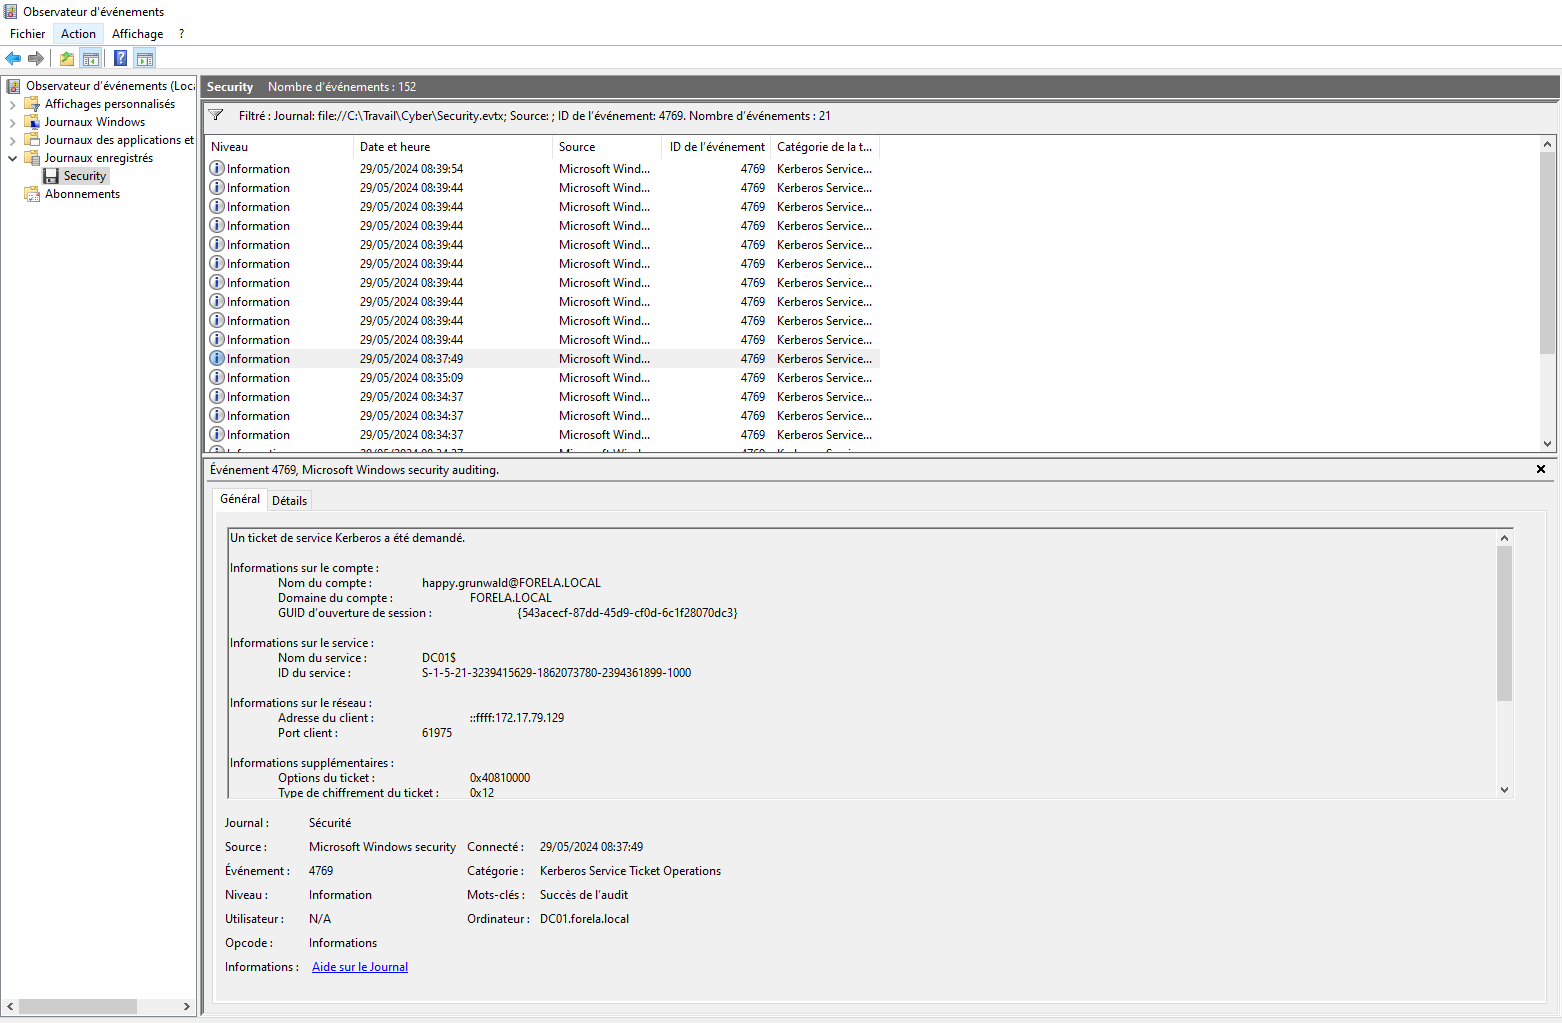 Observateur d'événements
Fichier Action Affichage ?
Observateur d'événements (Loca
Affichages personnalisés
Journaux Windows
Journaux des applications et
Journaux enregistrés
Security
Abonnements
Security Nombre d'événements : 152
Filtré : Journal: file://C:\Travail\Cyber\Security.evtx; Source: ; ID de l'événement: 4769. Nombre d'événements : 21
Niveau Date et heure Source ID de l'événement Catégorie de la t...
Information 29/05/2024 08:39:54 Microsoft Wind... 4769 Kerberos Service...
Information 29/05/2024 08:39:44 Microsoft Wind... 4769 Kerberos Service...
Information 29/05/2024 08:39:44 Microsoft Wind... 4769 Kerberos Service...
Information 29/05/2024 08:39:44 Microsoft Wind... 4769 Kerberos Service...
Information 29/05/2024 08:39:44 Microsoft Wind... 4769 Kerberos Service...
Information 29/05/2024 08:39:44 Microsoft Wind... 4769 Kerberos Service...
Information 29/05/2024 08:39:44 Microsoft Wind... 4769 Kerberos Service...
Information 29/05/2024 08:39:44 Microsoft Wind... 4769 Kerberos Service...
Information 29/05/2024 08:39:44 Microsoft Wind... 4769 Kerberos Service...
Information 29/05/2024 08:39:44 Microsoft Wind... 4769 Kerberos Service...
Information 29/05/2024 08:37:49 Microsoft Wind... 4769 Kerberos Service...
Information 29/05/2024 08:35:09 Microsoft Wind... 4769 Kerberos Service...
Information 29/05/2024 08:34:37 Microsoft Wind... 4769 Kerberos Service...
Information 29/05/2024 08:34:37 Microsoft Wind... 4769 Kerberos Service...
Information 29/05/2024 08:34:37 Microsoft Wind... 4769 Kerberos Service...
Événement 4769, Microsoft Windows security auditing.
Général Détails
Un ticket de service Kerberos a été demandé.
Informations sur le compte :
Nom du compte : happy.grunwald@FORELA.LOCAL
Domaine du compte : FORELA.LOCAL
GUID d'ouverture de session : {543acecf-87dd-45d9-cf0d-6c1f28070dc3}
Informations sur le service :
Nom du service : DC01$
ID du service : S-1-5-21-3239415629-1862073780-2394361899-1000
Informations sur le réseau :
Adresse du client : ::ffff:172.17.79.129
Port client : 61975
Informations supplémentaires :
Options du ticket : 0x40810000
Type de chiffrement du ticket : 0x12
Journal : Sécurité
Source : Microsoft Windows security Connecté : 29/05/2024 08:37:49
Événement : 4769 Catégorie : Kerberos Service Ticket Operations
Niveau : Information Mots-clés : Succès de l'audit
Utilisateur : N/A Ordinateur : DC01.forela.local
Opcode : Informations
Informations : Aide sur le Journal